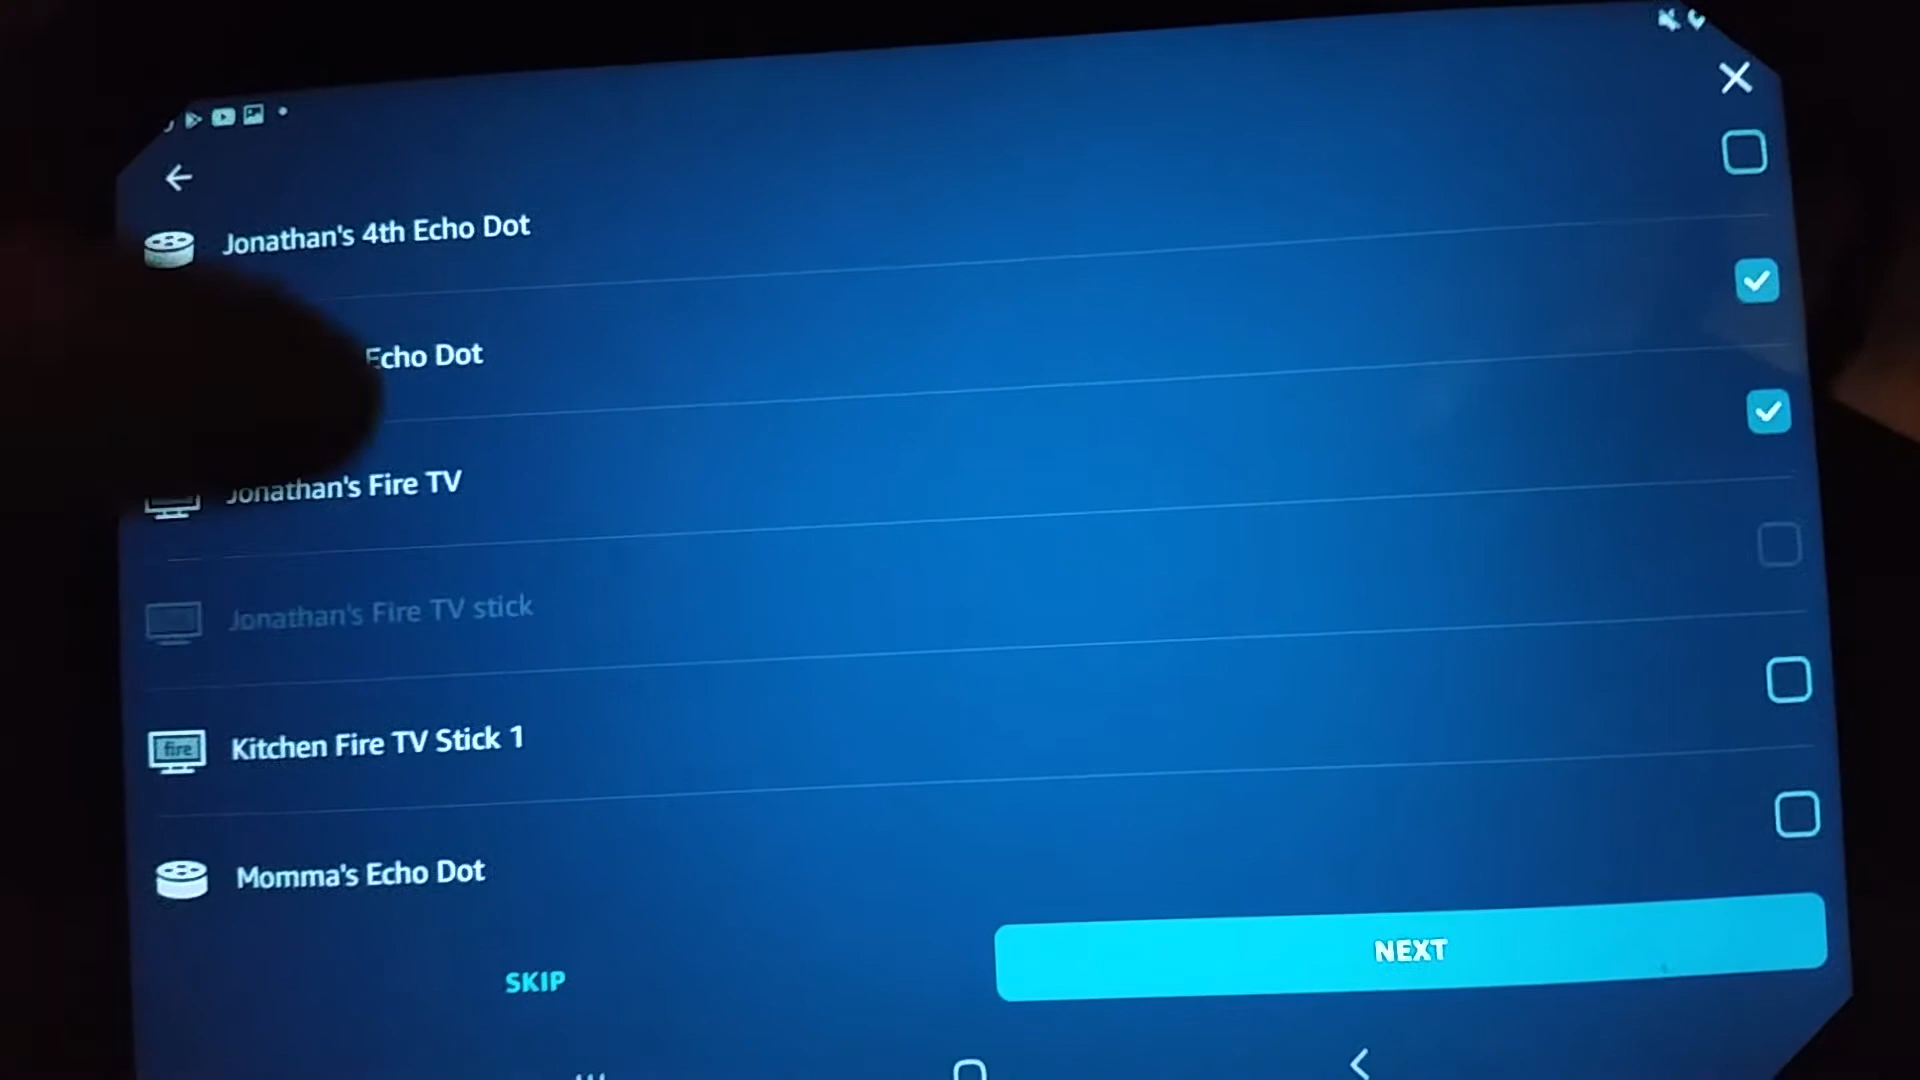 Jonathan's 4th Echo Dot
Echo Dot
Jonathan's Fire TV
Jonathan's Fire TV stick
fire
Kitchen Fire TV Stick 1
Momma's Echo Dot
SKIP
NEXT